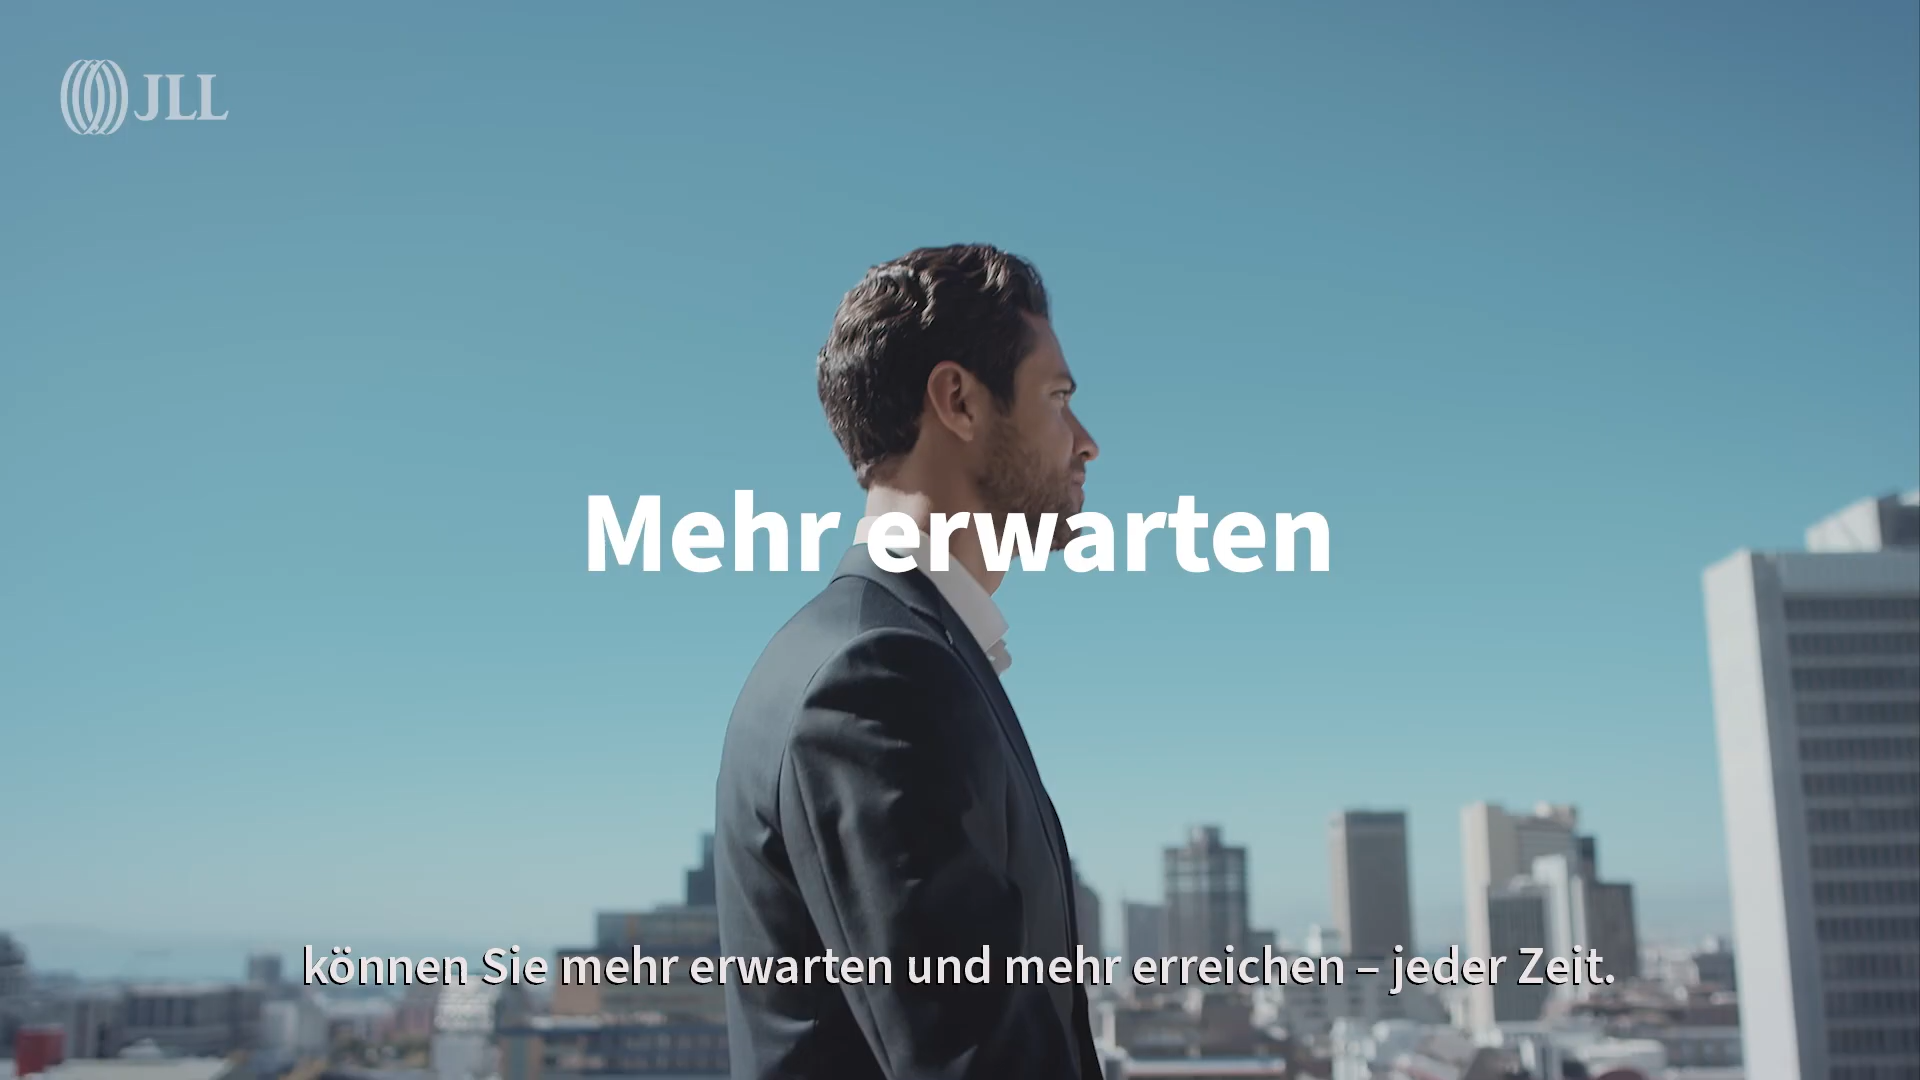 JLL
Mehr erwarten
können Sie mehr erwarten und mehr erreichen – jeder Zeit.